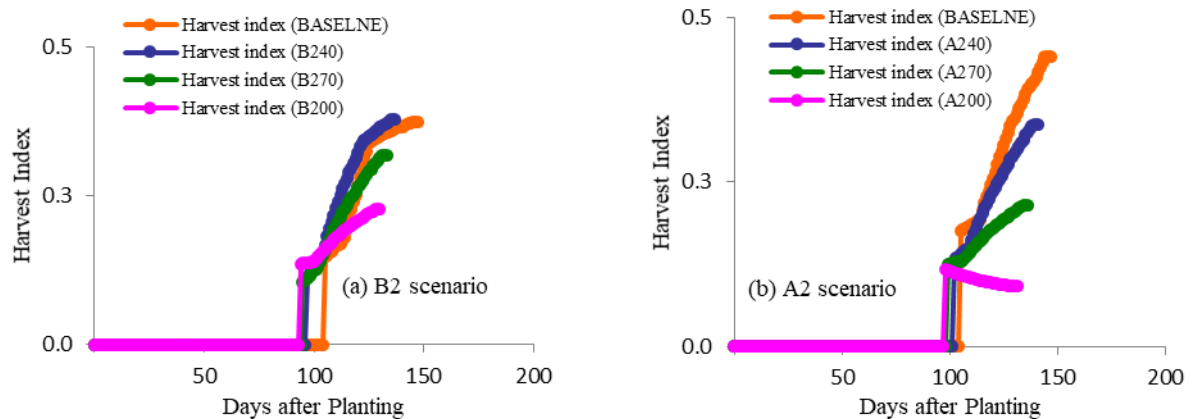 Harvest index (BASELNE)
Harvest index (B240)
Harvest index (B270)
Harvest index (B200)
0.5
0.3
0.0
Harvest Index
(a) B2 scenario
50
100
150
200
Days after Planting
Harvest index (BASELNE)
Harvest index (A240)
Harvest index (A270)
Harvest index (A200)
0.5
0.3
0.0
Harvest Index
(b) A2 scenario
50
100
150
200
Days after Planting